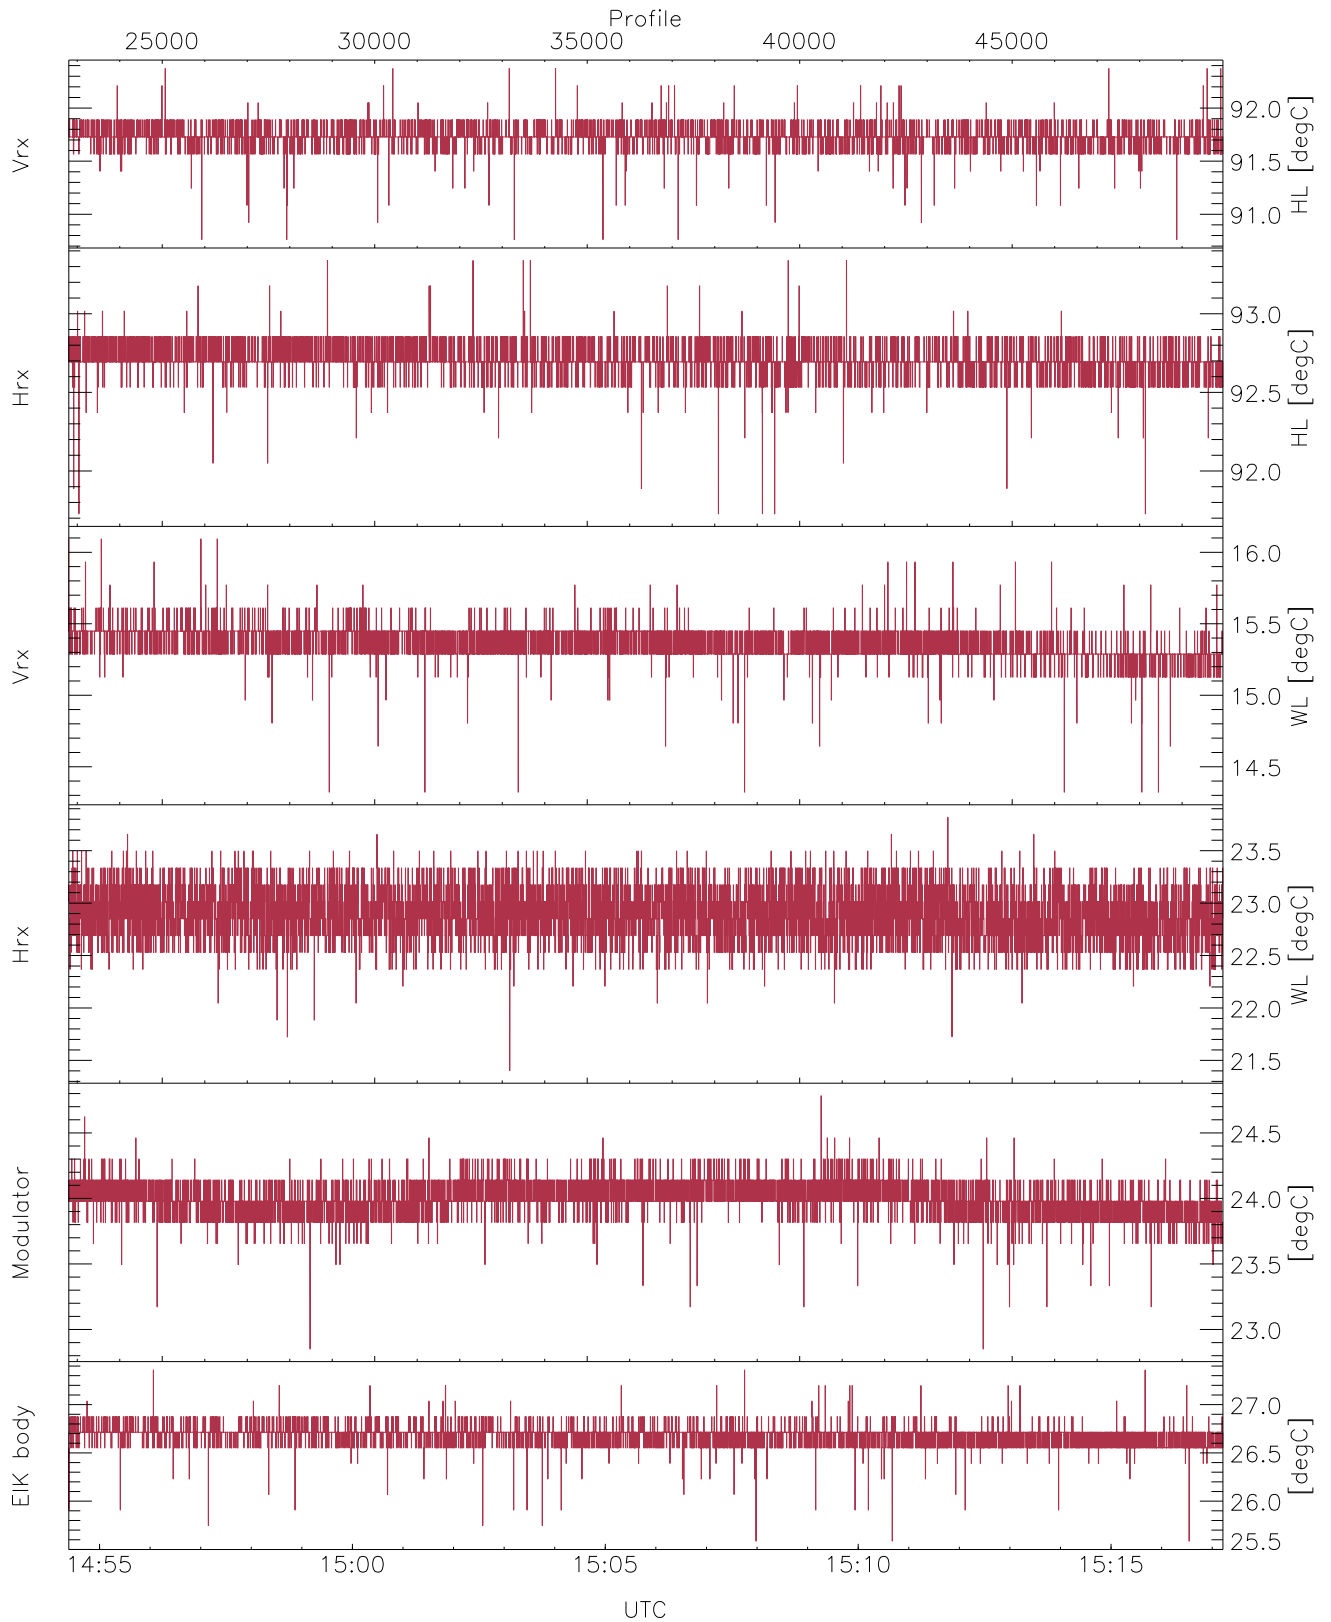 Profile
25000 30000 35000 40000 45000
Vrx
92.0
91.5
91.0
HL [degC]
Hrx
93.0
92.5
92.0
HL [degC]
Vrx
16.0
15.5
15.0
14.5
WL [degC]
Hrx
23.5
23.0
22.5
22.0
21.5
WL [degC]
Modulator
24.5
24.0
23.5
23.0
[degC]
EIK body
27.0
26.5
26.0
25.5
[degC]
14:55 15:00 15:05 15:10 15:15
UTC